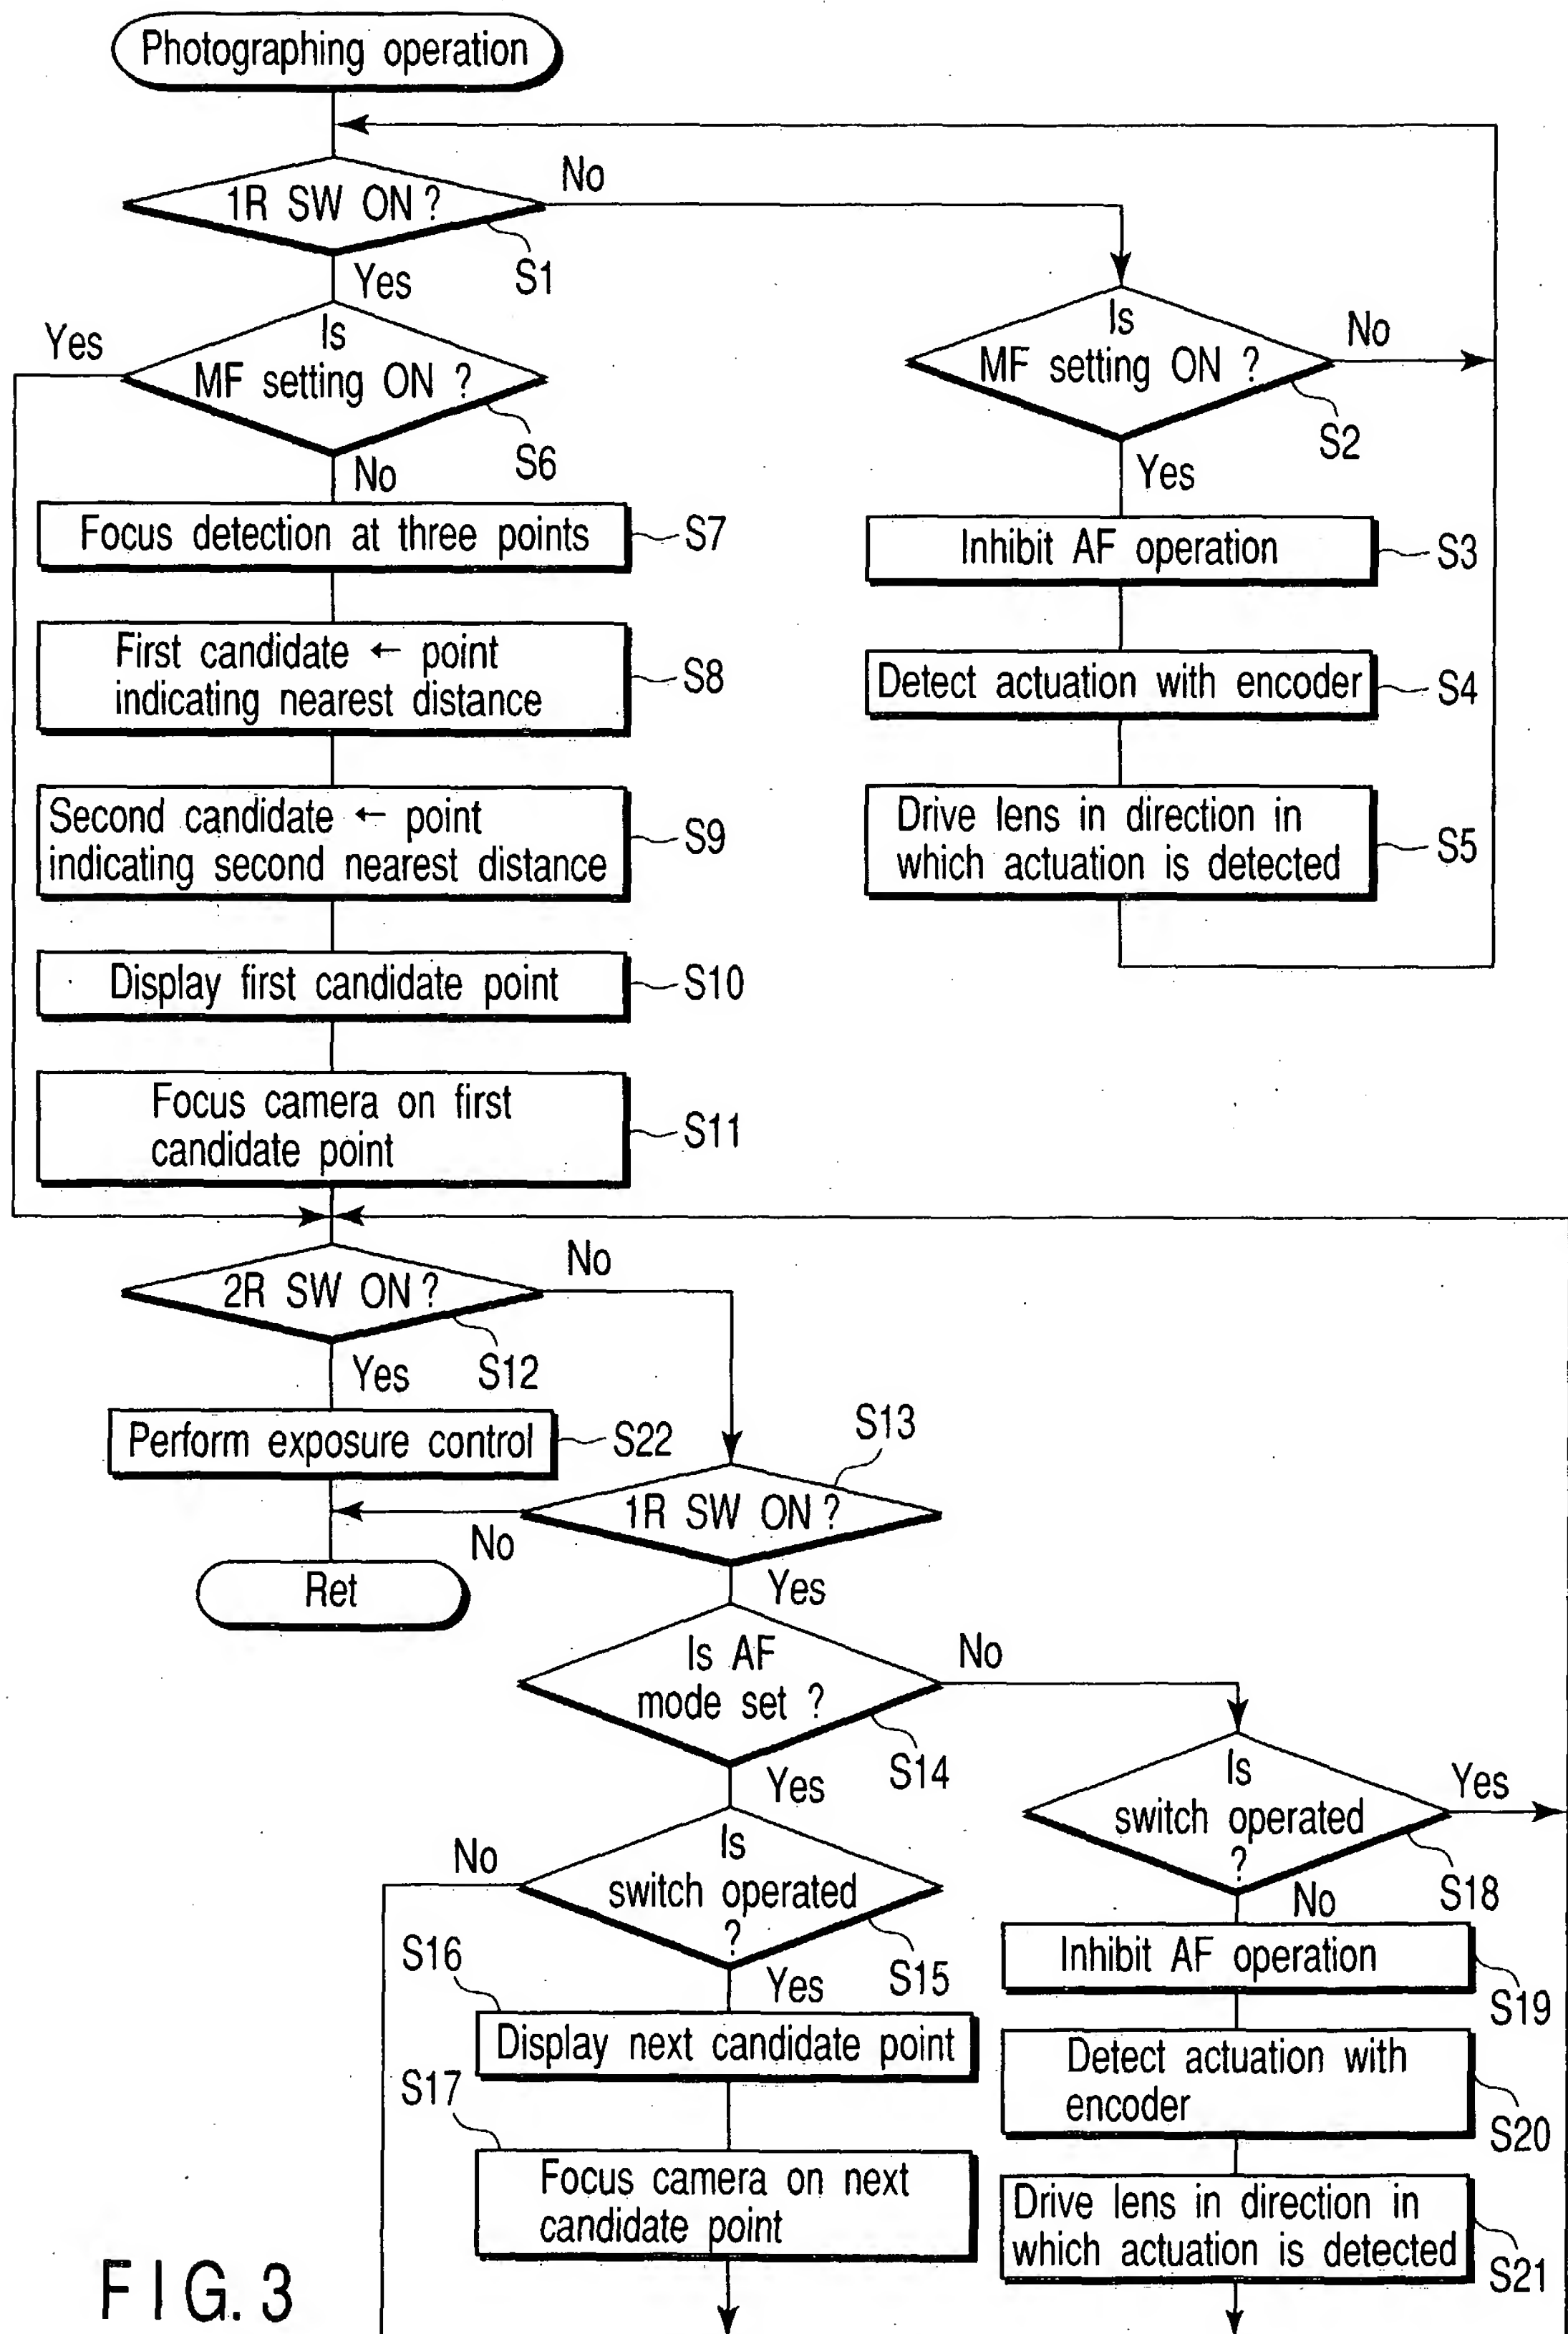 Photographing operation
1R SW ON ?
No
S1
Yes
Is
MF setting ON ?
Yes
S6
No
Is
MF setting ON ?
No
S2
Yes
Focus detection at three points
S7
First candidate ← point
indicating nearest distance
S8
Second candidate ← point
indicating second nearest distance
S9
Display first candidate point
S10
Focus camera on first
candidate point
S11
Inhibit AF operation
S3
Detect actuation with encoder
S4
Drive lens in direction in
which actuation is detected
S5
2R SW ON ?
No
S12
Yes
Perform exposure control
S22
S13
1R SW ON ?
No
Yes
Ret
Is AF
mode set ?
No
S14
Yes
Is
switch operated
?
No
S15
Yes
S16
Display next candidate point
S17
Focus camera on next
candidate point
Is
switch operated
?
Yes
S18
No
Inhibit AF operation
S19
Detect actuation with
encoder
S20
Drive lens in direction in
which actuation is detected
S21
FIG. 3